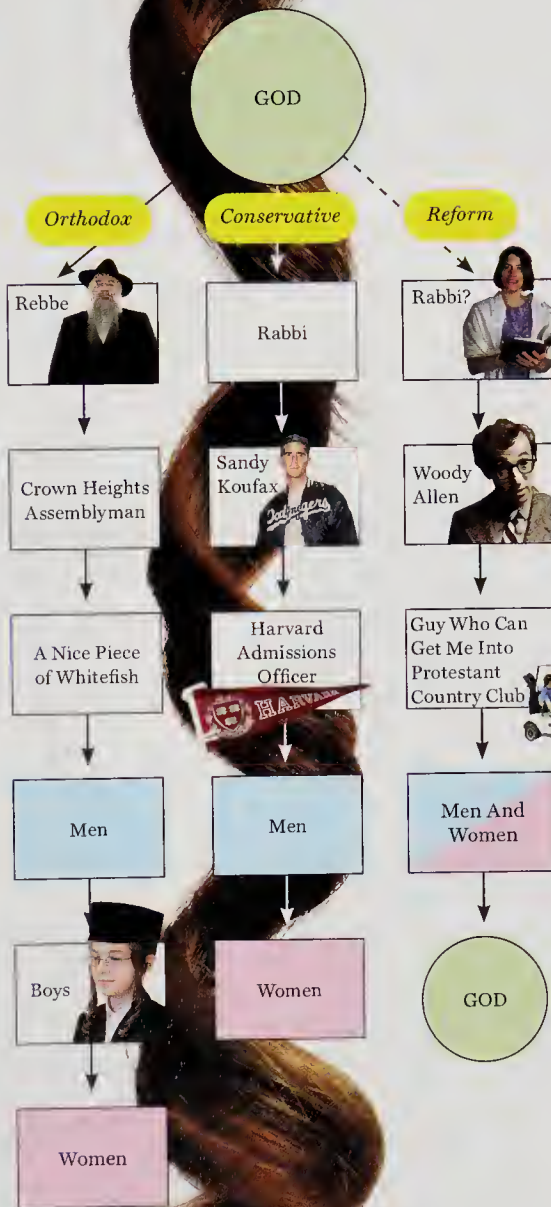 GOD
Orthodox
Conservative
Reform
Rebbe
Rabbi
Rabbi?
Crown Heights
Assemblyman
Sandy
Koufax
Dodgers
Woody
Allen
A Nice Piece
of Whitefish
Harvard
Admissions
Officer
HARVARD
Guy Who Can
Get Me Into
Protestant
Country Club
Men
Men
Men And
Women
Boys
Women
GOD
Women